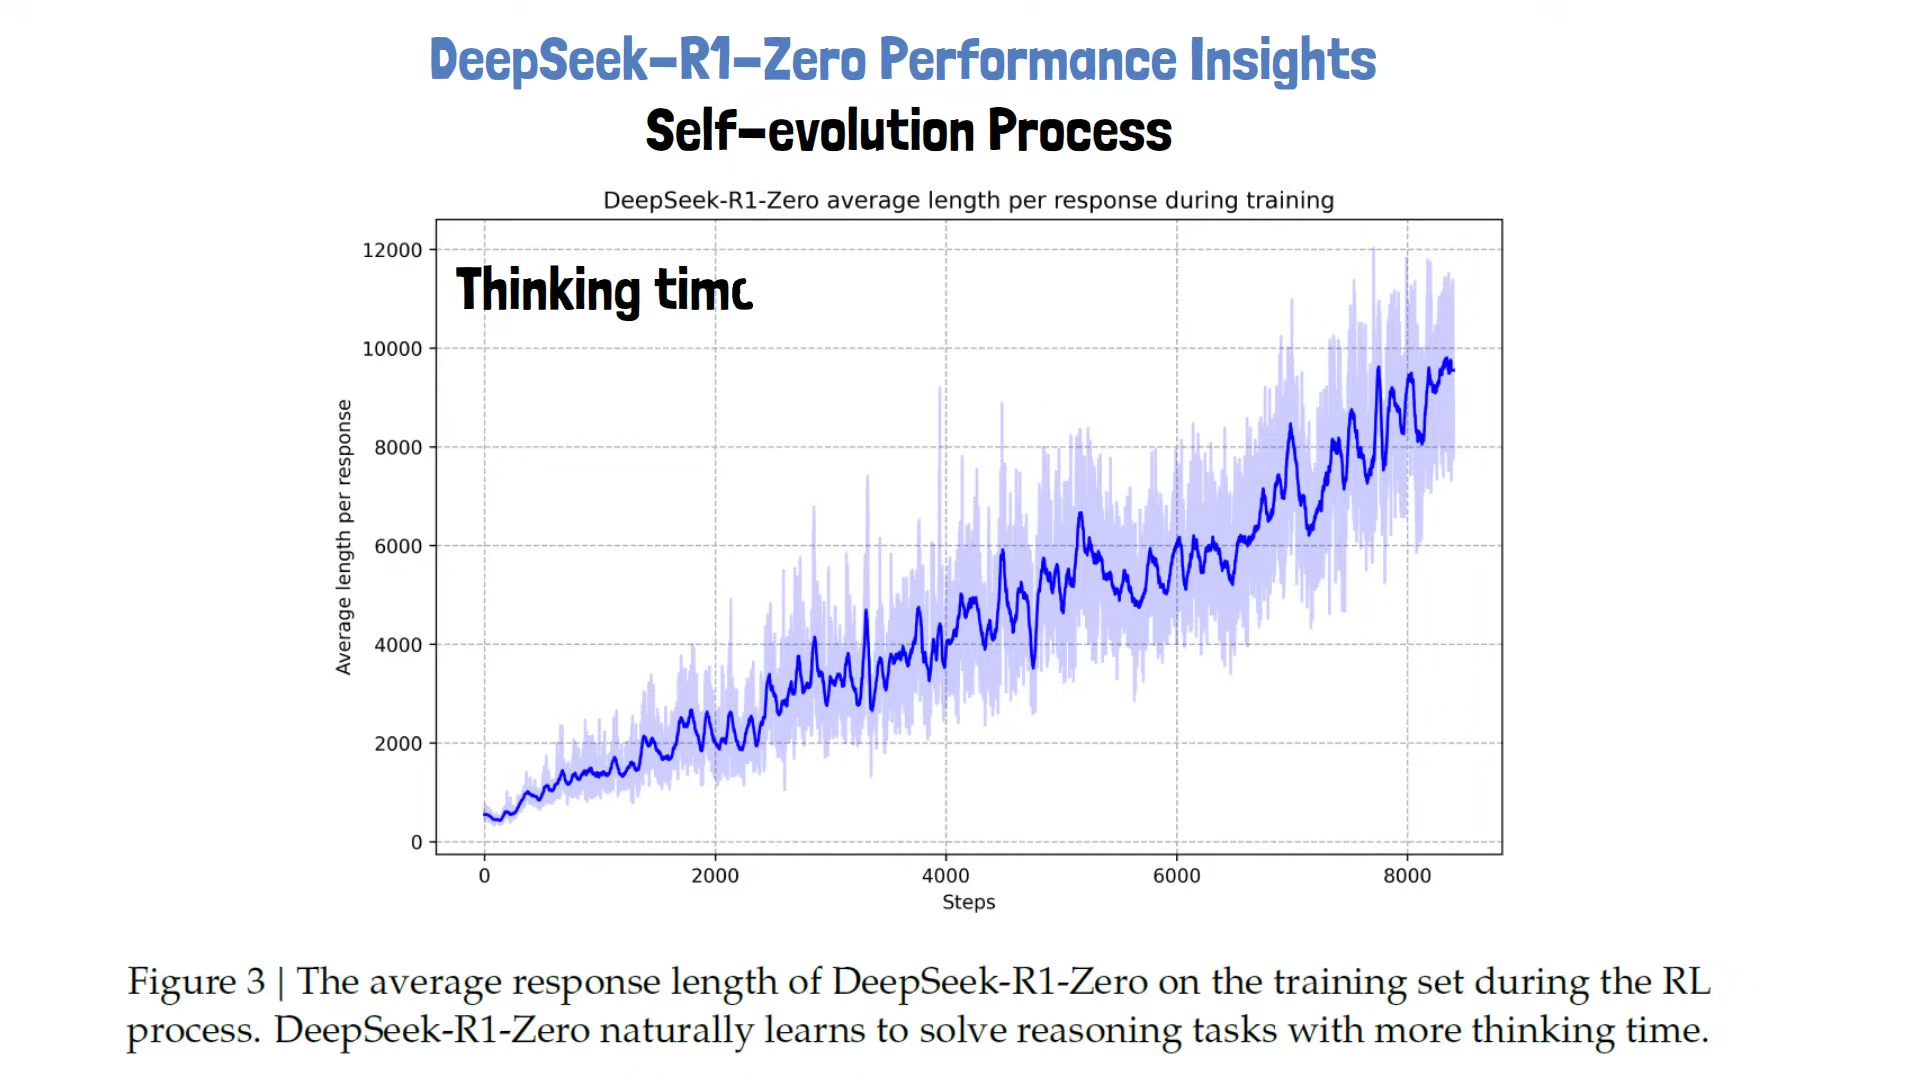 DeepSeek-R1-Zero Performance Insights
Self-evolution Process
DeepSeek-R1-Zero average length per response during training
Thinking time
Average length per response
12000
10000
8000
6000
4000
2000
0
0 2000 4000 6000 8000
Steps
Figure 3 | The average response length of DeepSeek-R1-Zero on the training set during the RL
process. DeepSeek-R1-Zero naturally learns to solve reasoning tasks with more thinking time.